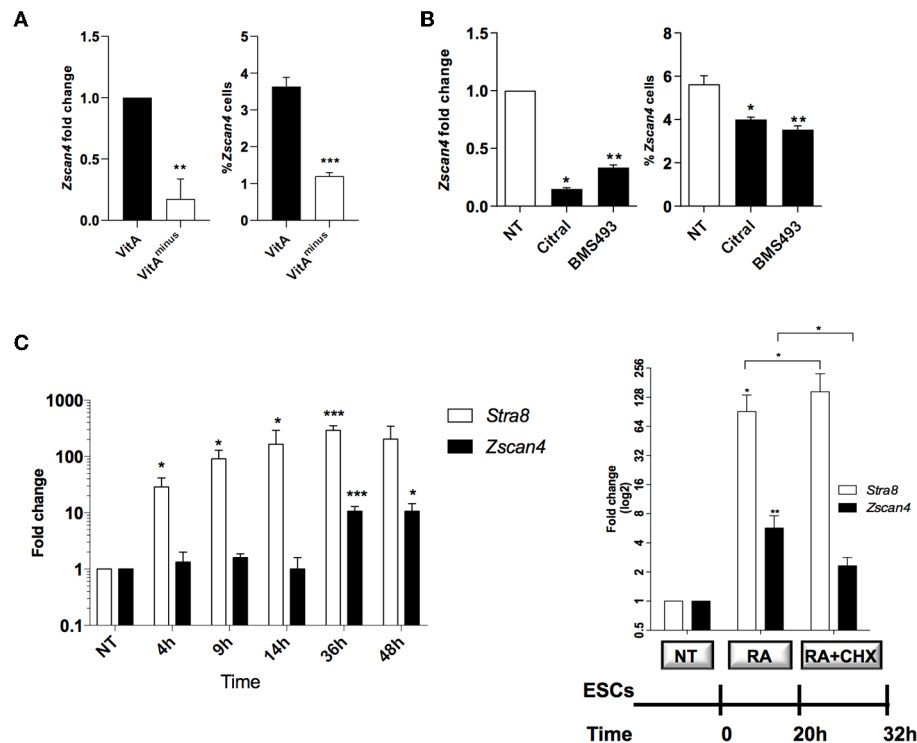 A
Zscan4 fold change
1.0
0.5
0.0
**
VitA
VitA minus
% Zscan4 cells
5
4
3
2
1
0
***
VitA
VitA minus
B
Zscan4 fold change
1.5
1.0
0.5
0.0
*
**
NT
Citral
BMS493
% Zscan4 cells
8
6
4
2
0
*
**
NT
Citral
BMS493
C
Fold change
1000
100
10
1
0.1
*
*
*
***
***
*
NT
4h
9h
14h
36h
48h
Time
Stra8
Zscan4
Fold change
(log2)
256
128
64
32
16
8
4
2
1
0.5
*
*
*
**
Stra8
Zscan4
NT
RA
RA+CHX
ESCs
Time
0
20h
32h